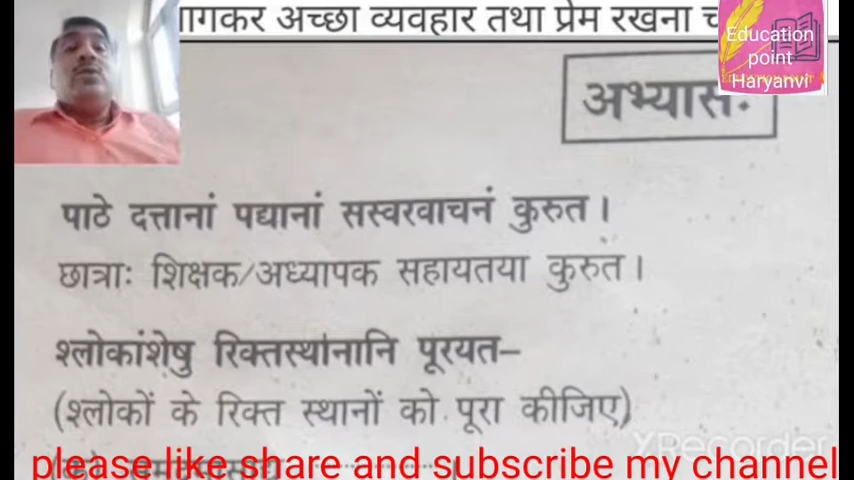 अच्छा व्यवहार तथा प्रेम रखना
Education
point
Haryanvi
अभ्यासः
पाठे दत्तानां पद्यानां सस्वरवाचनं कुरुत।
छात्राः शिक्षक/अध्यापक सहायतया कुरुत।
श्लोकांशेषु रिक्तस्थानानि पूरयत–
(श्लोकों के रिक्त स्थानों को पूरा कीजिए)
XRecorder
please like share and subscribe my channel